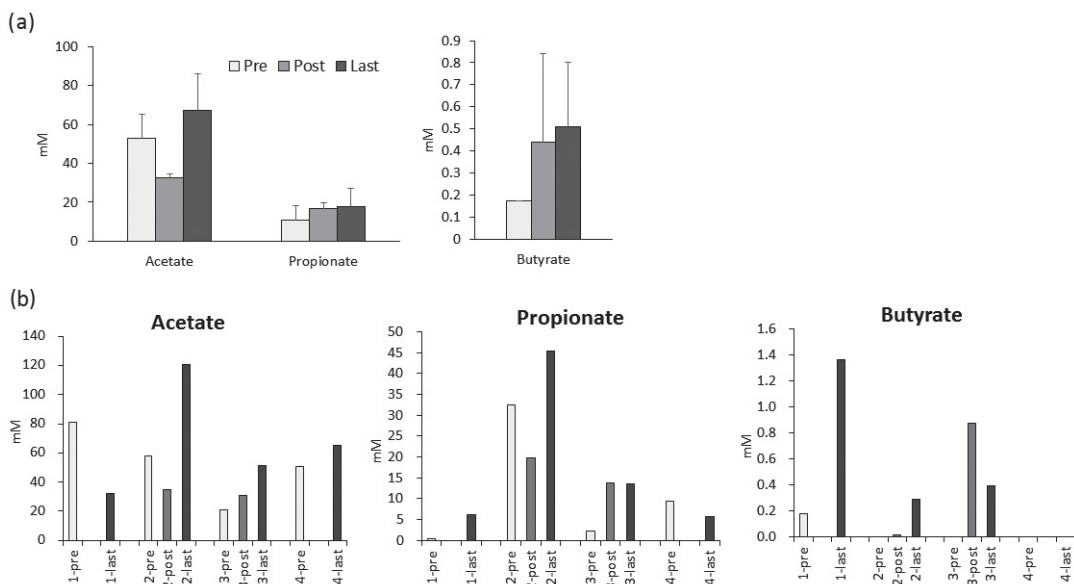 (a)
100
80
60
40
20
0
mM
Pre Post Last
Acetate Propionate
0.9
0.8
0.7
0.6
0.5
0.4
0.3
0.2
0.1
0
mM
Butyrate
(b)
Acetate
140
120
100
80
60
40
20
0
mM
1-pre
1-last
2-pre
2-post
2-last
3-pre
3-post
3-last
4-pre
4-last
Propionate
50
45
40
35
30
25
20
15
10
5
0
mM
1-pre
1-last
2-pre
2-post
2-last
3-pre
3-post
3-last
4-pre
4-last
Butyrate
1.6
1.4
1.2
1.0
0.8
0.6
0.4
0.2
0.0
mM
1-pre
1-last
2-pre
2-post
2-last
3-pre
3-post
3-last
4-pre
4-last